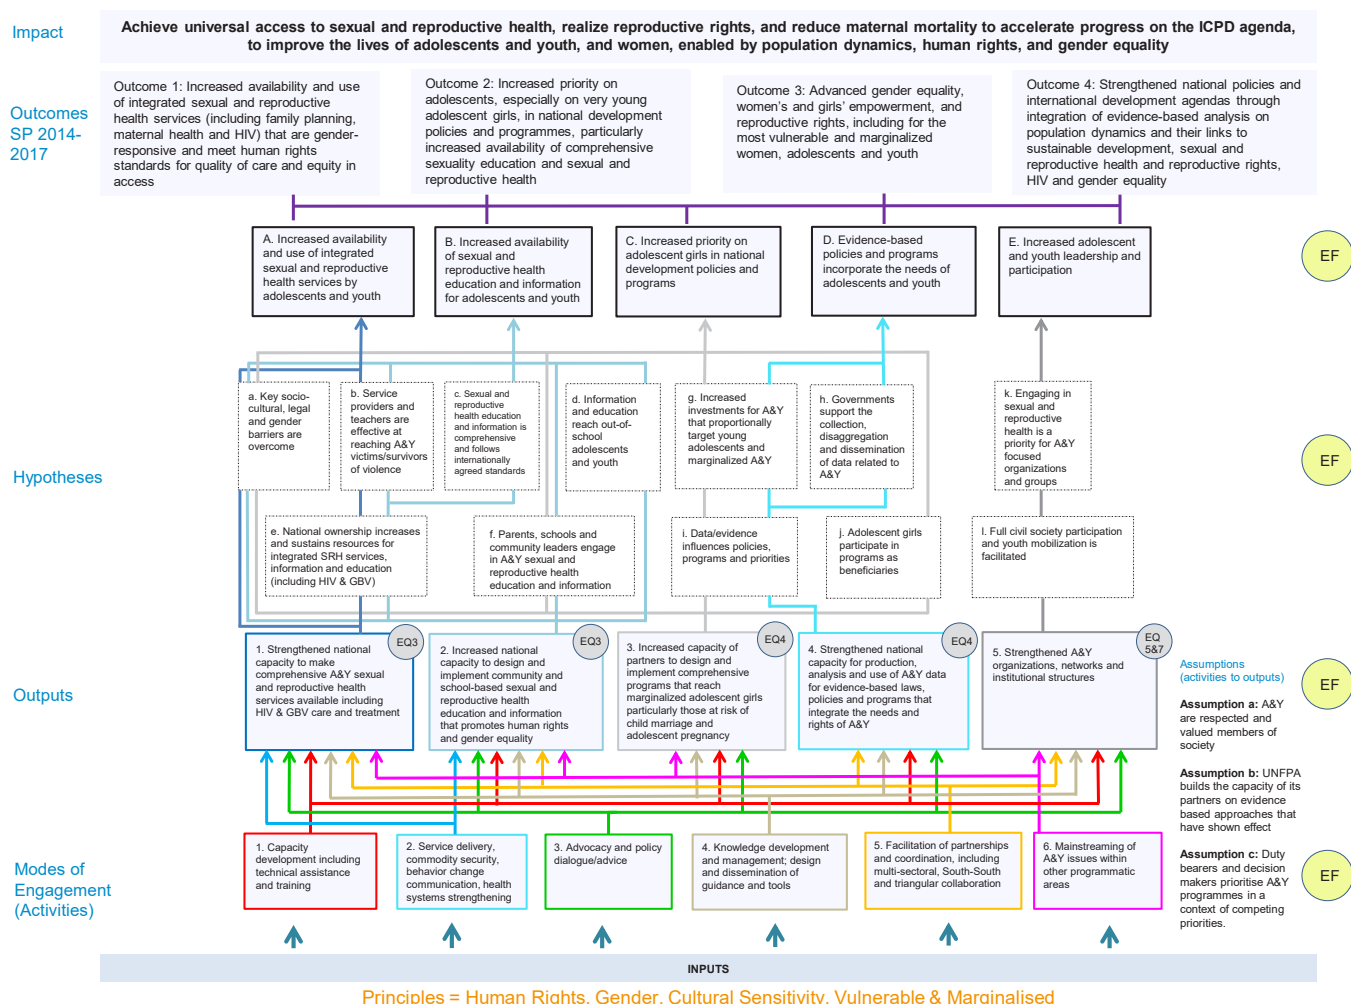 Impact
Achieve universal access to sexual and reproductive health, realize reproductive rights, and reduce maternal mortality to accelerate progress on the ICPD agenda,
to improve the lives of adolescents and youth, and women, enabled by population dynamics, human rights, and gender equality
Outcomes
SP 2014-
2017
Outcome 1: Increased availability and use
of integrated sexual and reproductive
health services (including family planning,
maternal health and HIV) that are gender-
responsive and meet human rights
standards for quality of care and equity in
access
Outcome 2: Increased priority on
adolescents, especially on very young
adolescent girls, in national development
policies and programmes, particularly
increased availability of comprehensive
sexuality education and sexual and
reproductive health
Outcome 3: Advanced gender equality,
women's and girls' empowerment, and
reproductive rights, including for the
most vulnerable and marginalized
women, adolescents and youth
Outcome 4: Strengthened national policies and
international development agendas through
integration of evidence-based analysis on
population dynamics and their links to
sustainable development, sexual and
reproductive health and reproductive rights,
HIV and gender equality
A. Increased availability
and use of integrated
sexual and reproductive
health services by
adolescents and youth
B. Increased availability
of sexual and
reproductive health
education and information
for adolescents and youth
C. Increased priority on
adolescent girls in national
development policies and
programs
D. Evidence-based
policies and programs
incorporate the needs of
adolescents and youth
E. Increased adolescent
and youth leadership and
participation
EF
Hypotheses
a. Key socio-
cultural, legal
and gender
barriers are
overcome
b. Service
providers and
teachers are
effective at
reaching A&Y
victims/survivors
of violence
c. Sexual and
reproductive
health education
and information is
comprehensive
and follows
internationally
agreed standards
d. Information
and education
reach out-of-
school
adolescents
and youth
g. Increased
investments for A&Y
that proportionally
target young
adolescents and
marginalized A&Y
h. Governments
support the
collection,
disaggregation
and dissemination
of data related to
A&Y
k. Engaging in
sexual and
reproductive
health is a
priority for A&Y
focused
organizations
and groups
EF
e. National ownership increases
and sustains resources for
integrated SRH services,
information and education
(including HIV & GBV)
f. Parents, schools and
community leaders engage
in A&Y sexual and
reproductive health
education and information
i. Data/evidence
influences policies,
programs and priorities
j. Adolescent girls
participate in
programs as
beneficiaries
l. Full civil society participation
and youth mobilization is
facilitated
Outputs
EQ3
1. Strengthened national
capacity to make
comprehensive A&Y sexual
and reproductive health
services available including
HIV & GBV care and treatment
EQ3
2. Increased national
capacity to design and
implement community and
school-based sexual and
reproductive health
education and information
that promotes human rights
and gender equality
EQ4
3. Increased capacity of
partners to design and
implement comprehensive
programs that reach
marginalized adolescent girls
particularly those at risk of
child marriage and
adolescent pregnancy
EQ4
4. Strengthened national
capacity for production,
analysis and use of A&Y data
for evidence-based laws,
policies and programs that
integrate the needs and
rights of A&Y
EQ
5&7
5. Strengthened A&Y
organizations, networks and
institutional structures
Assumptions
(activities to outputs)
Assumption a: A&Y
are respected and
valued members of
society
Assumption b: UNFPA
builds the capacity of its
partners on evidence
based approaches that
have shown effect
Assumption c: Duty
bearers and decision
makers prioritise A&Y
programmes in a
context of competing
priorities.
EF
Modes of
Engagement
(Activities)
1. Capacity
development including
technical assistance
and training
2. Service delivery,
commodity security,
behavior change
communication, health
systems strengthening
3. Advocacy and policy
dialogue/advice
4. Knowledge development
and management; design
and dissemination of
guidance and tools
5. Facilitation of partnerships
and coordination, including
multi-sectoral, South-South
and triangular collaboration
6. Mainstreaming of
A&Y issues within
other programmatic
areas
EF
INPUTS
Principles = Human Rights, Gender, Cultural Sensitivity, Vulnerable & Marginalised